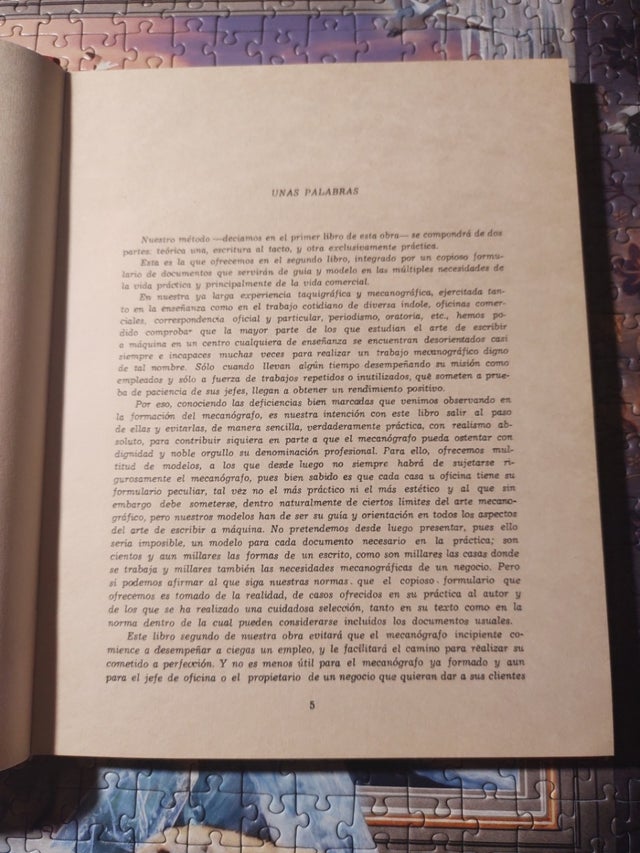 UNAS PALABRAS
Nuestro método —decíamos en el primer libro de esta obra— se compondrá de dos
partes: teórica una, escritura al tacto, y otra exclusivamente práctica.
Esta es la que ofrecemos en el segundo libro, integrado por un copioso formu-
lario de documentos que servirán de guía y modelo en las múltiples necesidades de
la vida práctica y principalmente de la vida comercial.
En nuestra ya larga experiencia taquigráfica y mecanográfica, ejercitada tan-
to en la enseñanza como en el trabajo cotidiano de diversa índole, oficinas comer-
ciales, correspondencia oficial y particular, periodismo, oratoria, etc., hemos po-
dido comprobar que la mayor parte de los que estudian el arte de escribir
a máquina en un centro cualquiera de enseñanza se encuentran desorientados casi
siempre e incapaces muchas veces para realizar un trabajo mecanográfico digno
de tal nombre. Sólo cuando llevan algún tiempo desempeñando su misión como
empleados y sólo a fuerza de trabajos repetidos o inutilizados, que someten a prue-
ba de paciencia de sus jefes, llegan a obtener un rendimiento positivo.
Por eso, conociendo las deficiencias bien marcadas que venimos observando en
la formación del mecanógrafo, es nuestra intención con este libro salir al paso
de ellas y evitarlas, de manera sencilla, verdaderamente práctica, con realismo ab-
soluto, para contribuir siquiera en parte a que el mecanógrafo pueda ostentar con
dignidad y noble orgullo su denominación profesional. Para ello, ofrecemos mul-
titud de modelos, a los que desde luego no siempre habrá de sujetarse ri-
gurosamente el mecanógrafo, pues bien sabido es que cada casa u oficina tiene su
formulario peculiar, tal vez no el más práctico ni el más estético y al que sin
embargo debe someterse, dentro naturalmente de ciertos límites del arte mecano-
gráfico, pero nuestros modelos han de ser su guía y orientación en todos los aspectos
del arte de escribir a máquina. No pretendemos desde luego presentar, pues ello
sería imposible, un modelo para cada documento necesario en la práctica; son
cientos y aun millares las formas de un escrito, como son millares las casas donde
se trabaja y millares también las necesidades mecanográficas de un negocio. Pero
sí podemos afirmar al que siga nuestras normas, que el copioso formulario que
ofrecemos es tomado de la realidad, de casos ofrecidos en su práctica al autor y
de los que se ha realizado una cuidadosa selección, tanto en su texto como en la
norma dentro de la cual pueden considerarse incluidos los documentos usuales.
Este libro segundo de nuestra obra evitará que el mecanógrafo incipiente co-
mience a desempeñar a ciegas un empleo, y le facilitará el camino para realizar su
cometido a perfección. Y no es menos útil para el mecanógrafo ya formado y aun
para el jefe de oficina o el propietario de un negocio que quieran dar a sus clientes
5